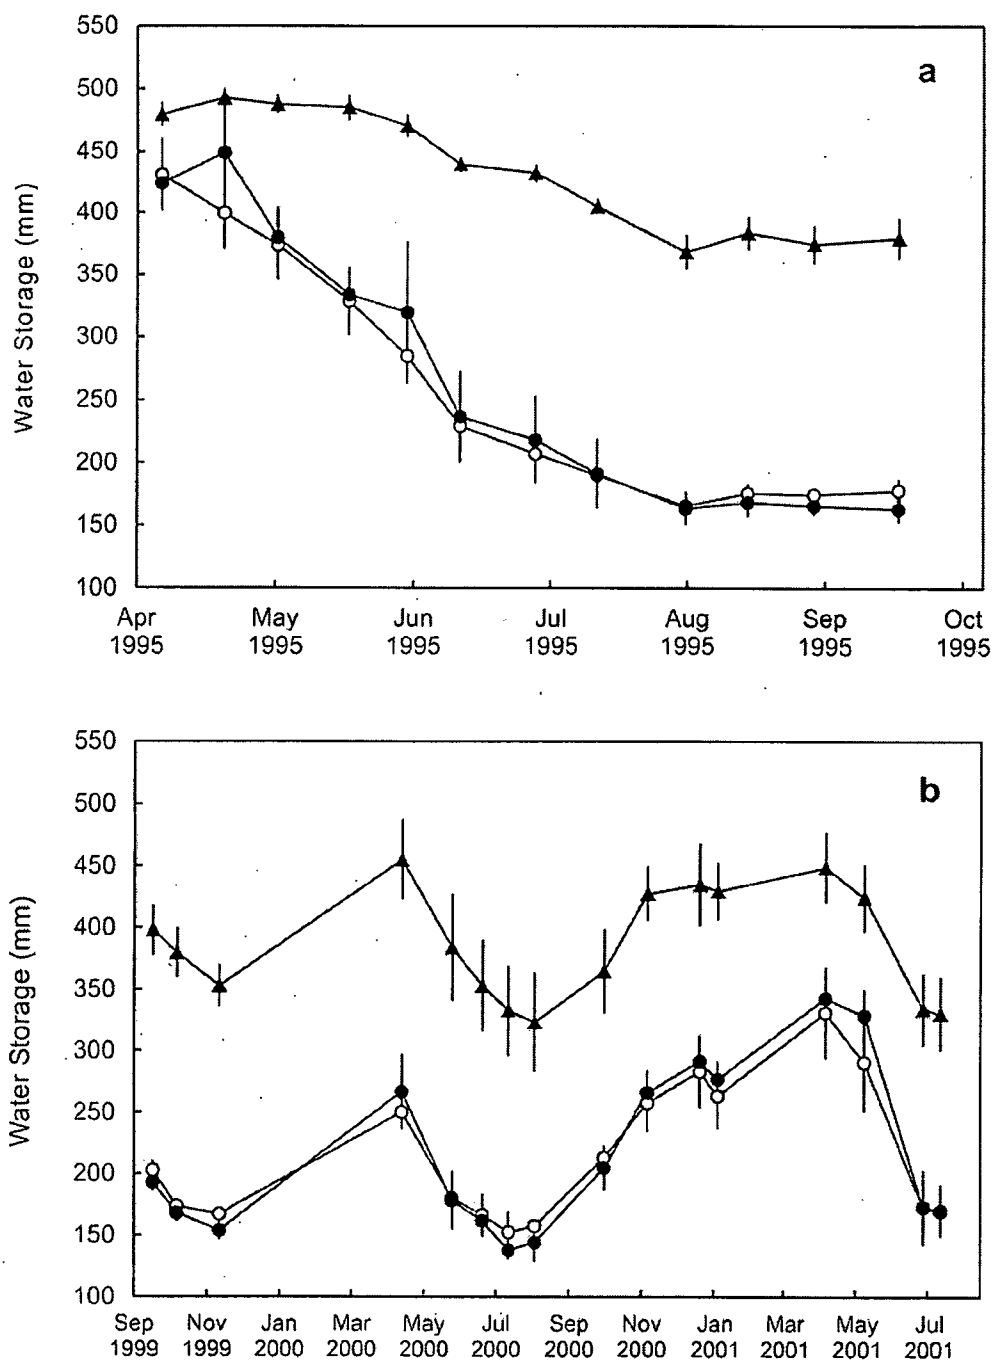 550
a
500
450
400
350
300
250
200
150
100
Water Storage (mm)
Apr May Jun Jul Aug Sep Oct
1995 1995 1995 1995 1995 1995 1995
550
b
500
450
400
350
300
250
200
150
100
Water Storage (mm)
Sep Nov Jan Mar May Jul Sep Nov Jan Mar May Jul
1999 1999 2000 2000 2000 2000 2000 2000 2001 2001 2001 2001